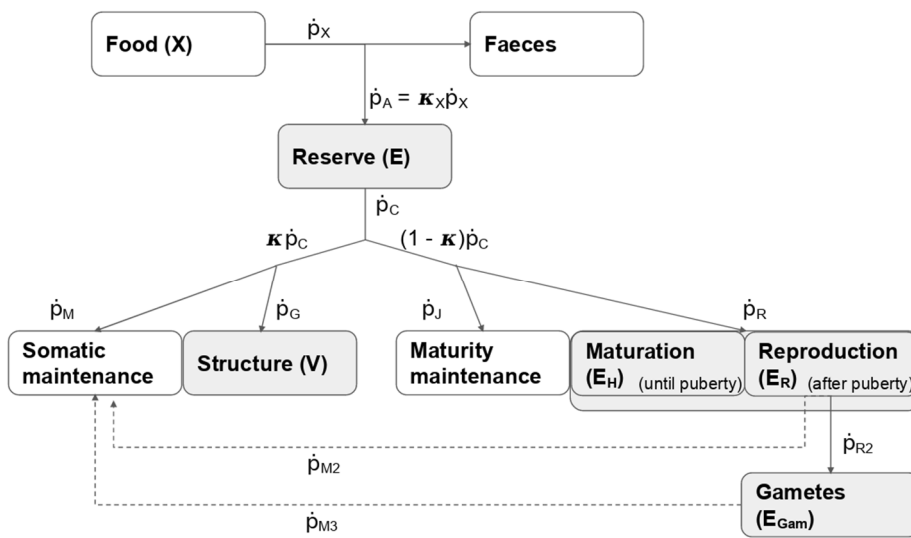 ṗX
Food (X)
Faeces
ṗA = κXṗX
Reserve (E)
ṗC
κṗC
(1 - κ)ṗC
ṗM
ṗG
ṗJ
ṗR
Somatic
maintenance
Structure (V)
Maturity
maintenance
Maturation
(EH) (until puberty)
Reproduction
(ER) (after puberty)
ṗR2
ṗM2
Gametes
(EGam)
ṗM3